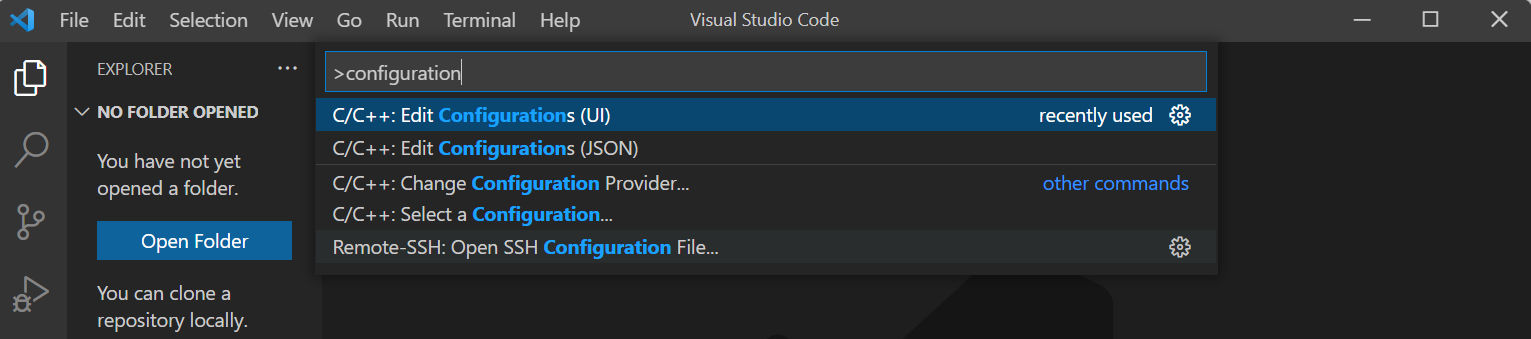 File Edit Selection View Go Run Terminal Help Visual Studio Code
EXPLORER ···
NO FOLDER OPENED
You have not yet
opened a folder.
Open Folder
You can clone a
repository locally.
>configuration
C/C++: Edit Configurations (UI) recently used
C/C++: Edit Configurations (JSON)
C/C++: Change Configuration Provider... other commands
C/C++: Select a Configuration...
Remote-SSH: Open SSH Configuration File...